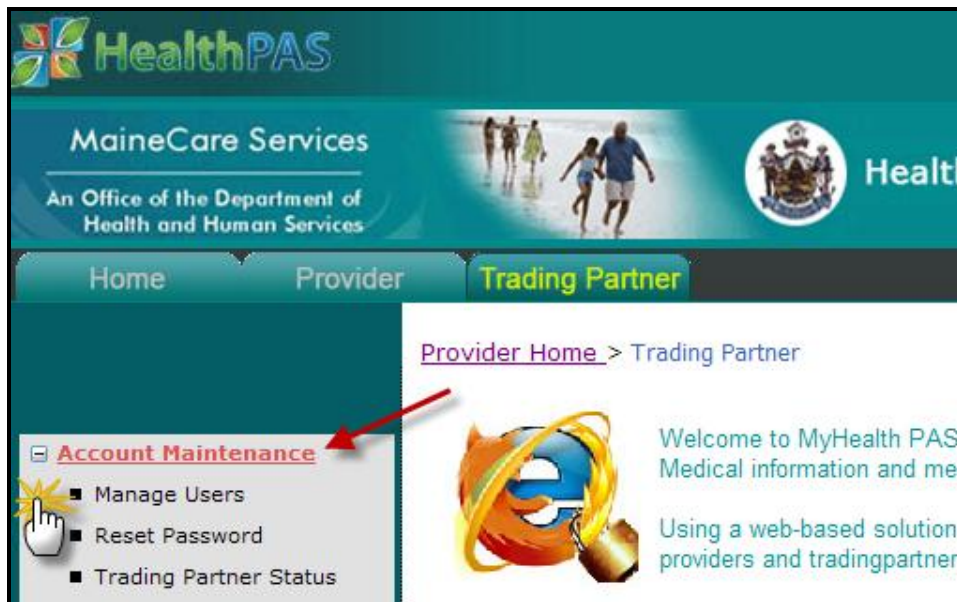 HealthPAS
MaineCare Services
An Office of the Department of
Health and Human Services
Health
Home Provider Trading Partner
Provider Home > Trading Partner
Account Maintenance
Manage Users
Reset Password
Trading Partner Status
Welcome to MyHealth PAS
Medical information and me
Using a web-based solution
providers and tradingpartner